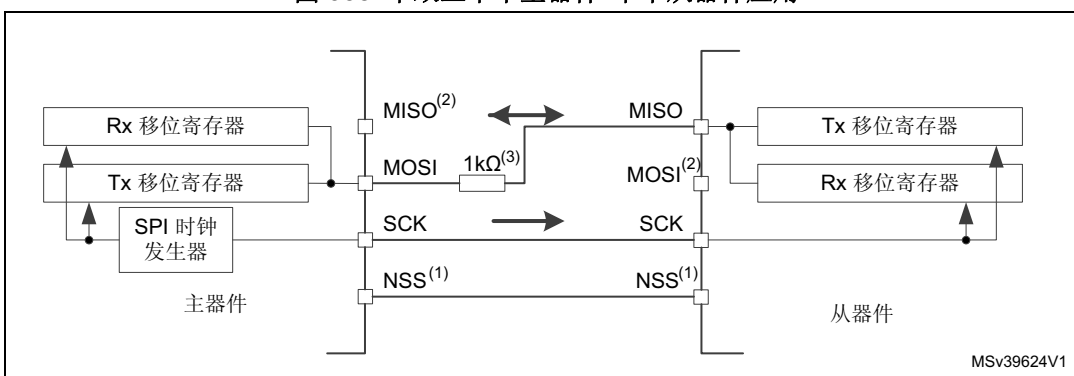 MISO(2)
MISO
Rx 移位寄存器
Tx 移位寄存器
MOSI
1kΩ(3)
MOSI(2)
Tx 移位寄存器
Rx 移位寄存器
SPI 时钟
发生器
SCK
SCK
NSS(1)
NSS(1)
主器件
从器件
MSv39624V1